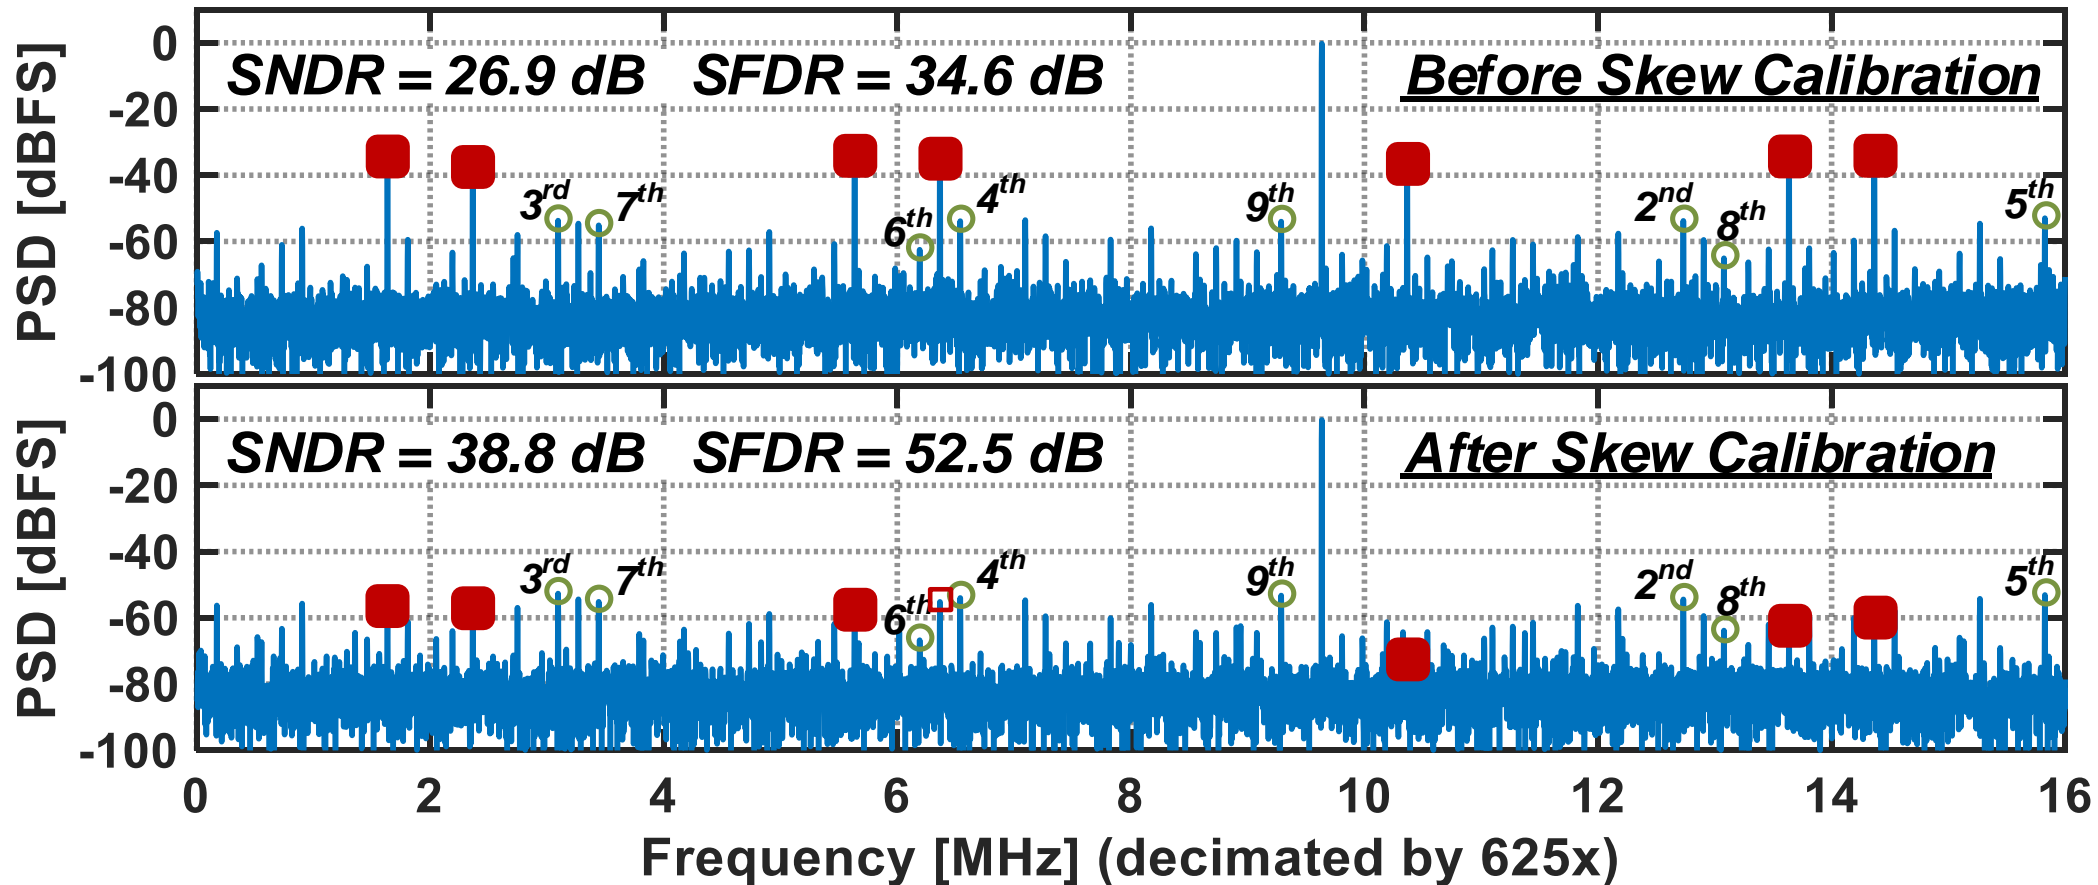 SNDR = 26.9 dB SFDR = 34.6 dB Before Skew Calibration
PSD [dBFS]
0
-20
-40
-60
-80
-100
3rd
7th
6th
4th
9th
2nd
8th
5th
SNDR = 38.8 dB SFDR = 52.5 dB After Skew Calibration
PSD [dBFS]
0
-20
-40
-60
-80
-100
3rd
7th
6th
4th
9th
2nd
8th
5th
0 2 4 6 8 10 12 14 16
Frequency [MHz] (decimated by 625x)